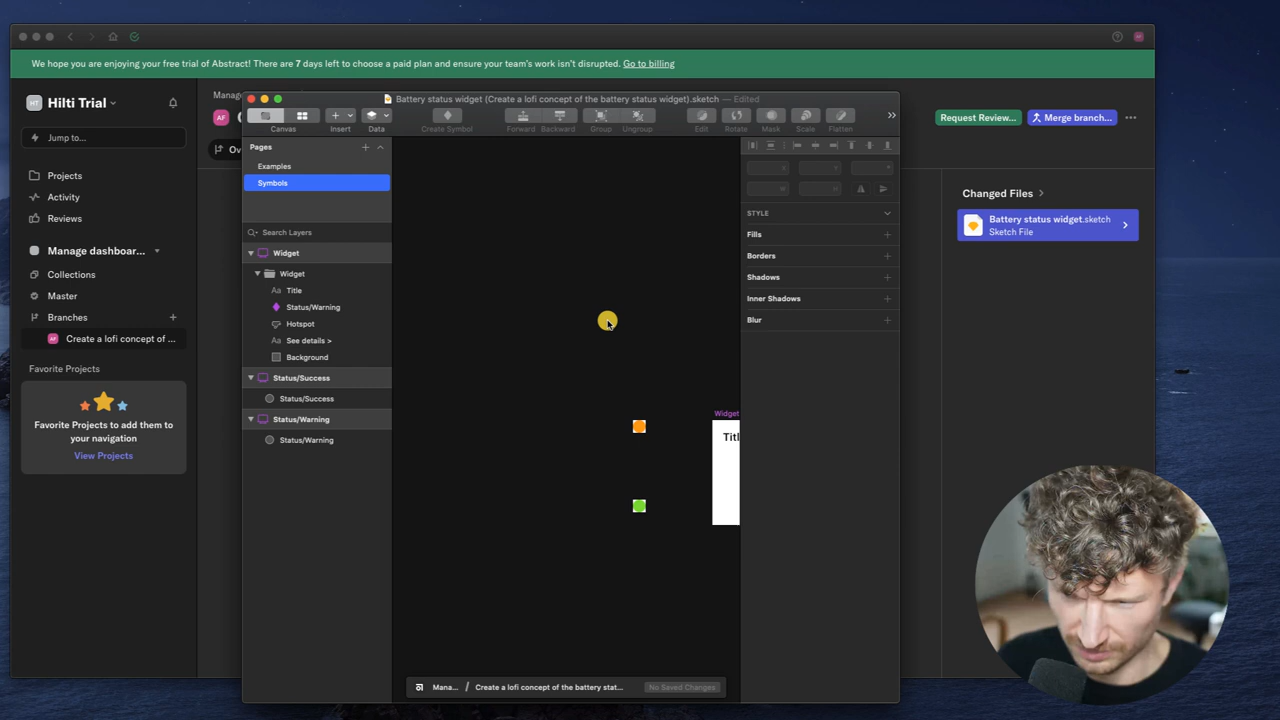 We hope you are enjoying your free trial of Abstract! There are 7 days left to choose a paid plan and ensure your team's work isn't disrupted. Go to billing
HT
Hilti Trial
Jump to...
Projects
Activity
Reviews
Manage dashboar...
Collections
Master
Branches
AF
Create a lofi concept of ...
Favorite Projects
Favorite Projects to add them to
your navigation
View Projects
Manag
AF
Ov
Request Review...
Merge branch...
Changed Files
Battery status widget.sketch
Sketch File
Battery status widget (Create a lofi concept of the battery status widget).sketch — Edited
Canvas
Insert
Data
Create Symbol
Forward
Backward
Group
Ungroup
Edit
Rotate
Mask
Scale
Flatten
Pages
Examples
Symbols
Search Layers
Widget
Widget
Aa Title
Status/Warning
Hotspot
Aa See details >
Background
Status/Success
Status/Success
Status/Warning
Status/Warning
Widget
Titl
STYLE
Fills
Borders
Shadows
Inner Shadows
Blur
Mana... / Create a lofi concept of the battery stat...
No Saved Changes